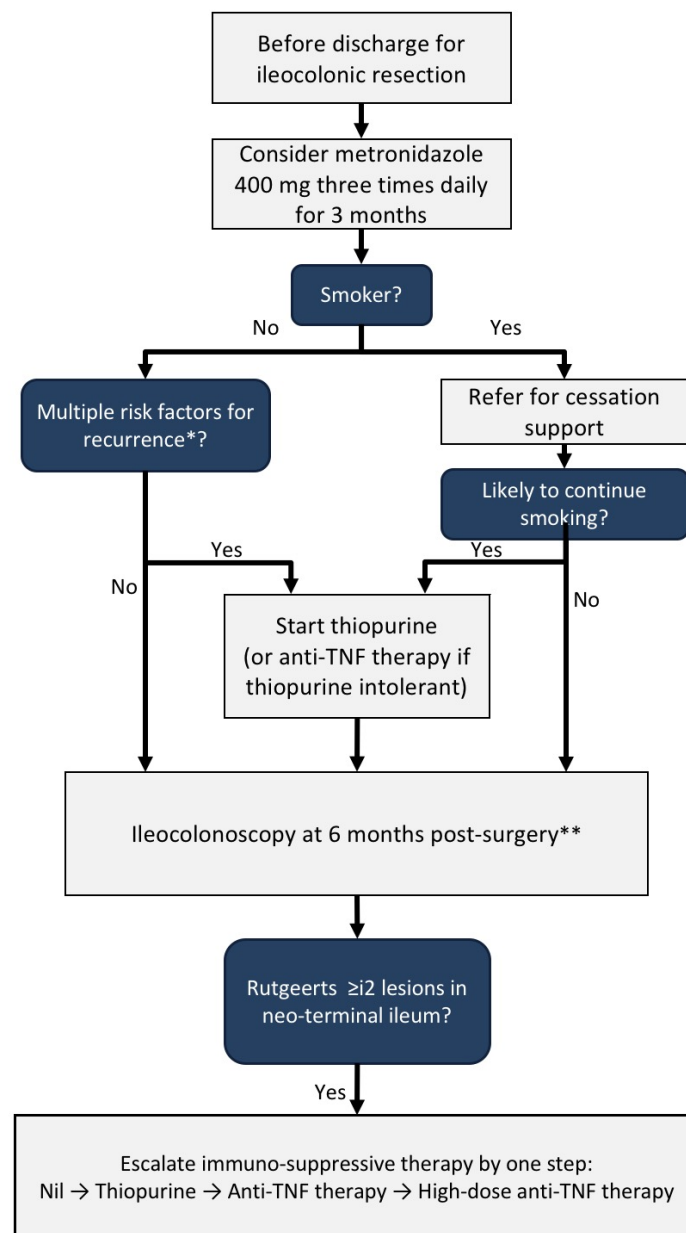 Before discharge for
ileocolonic resection
Consider metronidazole
400 mg three times daily
for 3 months
Smoker?
No
Yes
Multiple risk factors for
recurrence*?
Refer for cessation
support
Likely to continue
smoking?
Yes
Yes
No
No
Start thiopurine
(or anti-TNF therapy if
thiopurine intolerant)
Ileocolonoscopy at 6 months post-surgery**
Rutgeerts ≥i2 lesions in
neo-terminal ileum?
Yes
Escalate immuno-suppressive therapy by one step:
Nil → Thiopurine → Anti-TNF therapy → High-dose anti-TNF therapy